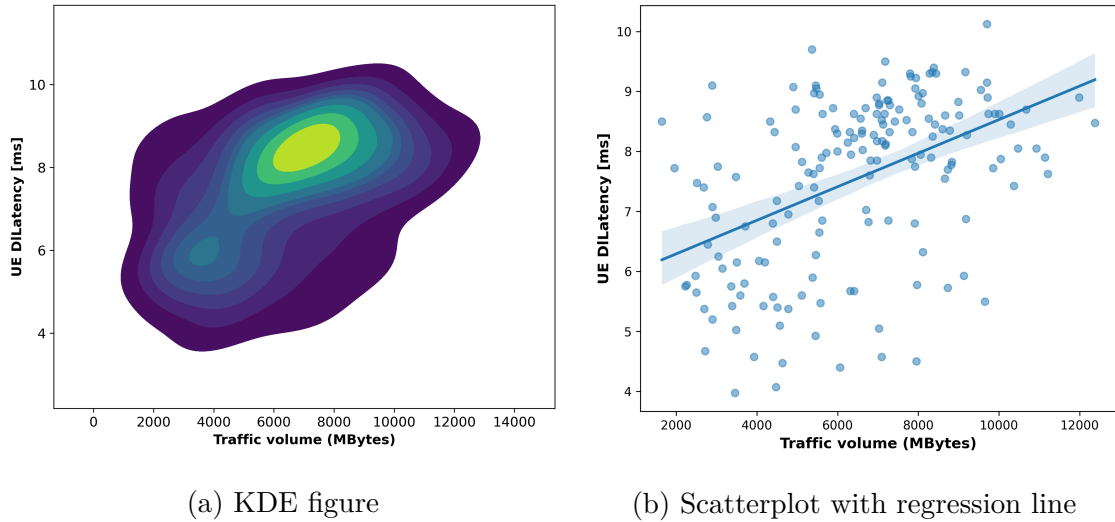 10
8
6
4
UE DlLatency [ms]
0 2000 4000 6000 8000 10000 12000 14000
Traffic volume (MBytes)
(a) KDE figure
10
9
8
7
6
5
4
UE DlLatency [ms]
2000 4000 6000 8000 10000 12000
Traffic volume (MBytes)
(b) Scatterplot with regression line